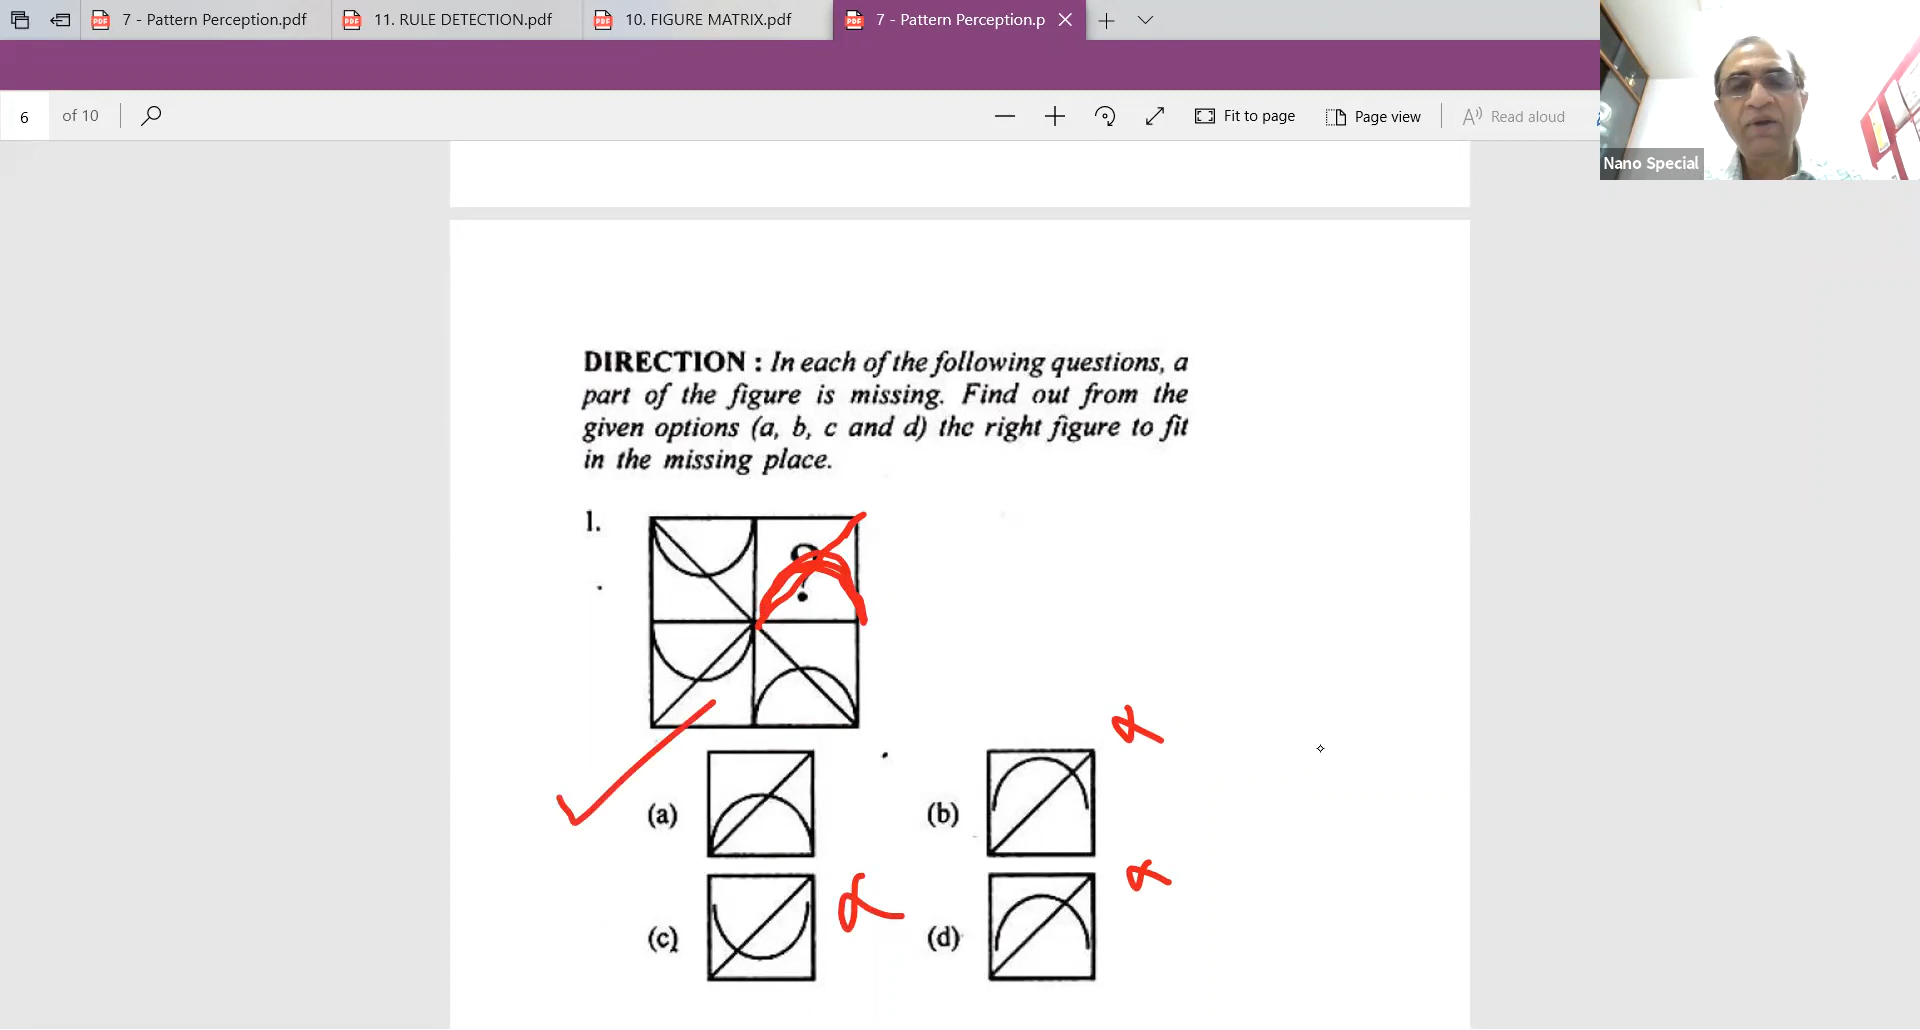 7 - Pattern Perception.pdf
11. RULE DETECTION.pdf
10. FIGURE MATRIX.pdf
7 - Pattern Perception.p
6 of 10
Fit to page
Page view
Read aloud
Nano Special
DIRECTION : In each of the following questions, a
part of the figure is missing. Find out from the
given options (a, b, c and d) the right figure to fit
in the missing place.
1.
?
(a)
(b)
(c)
(d)